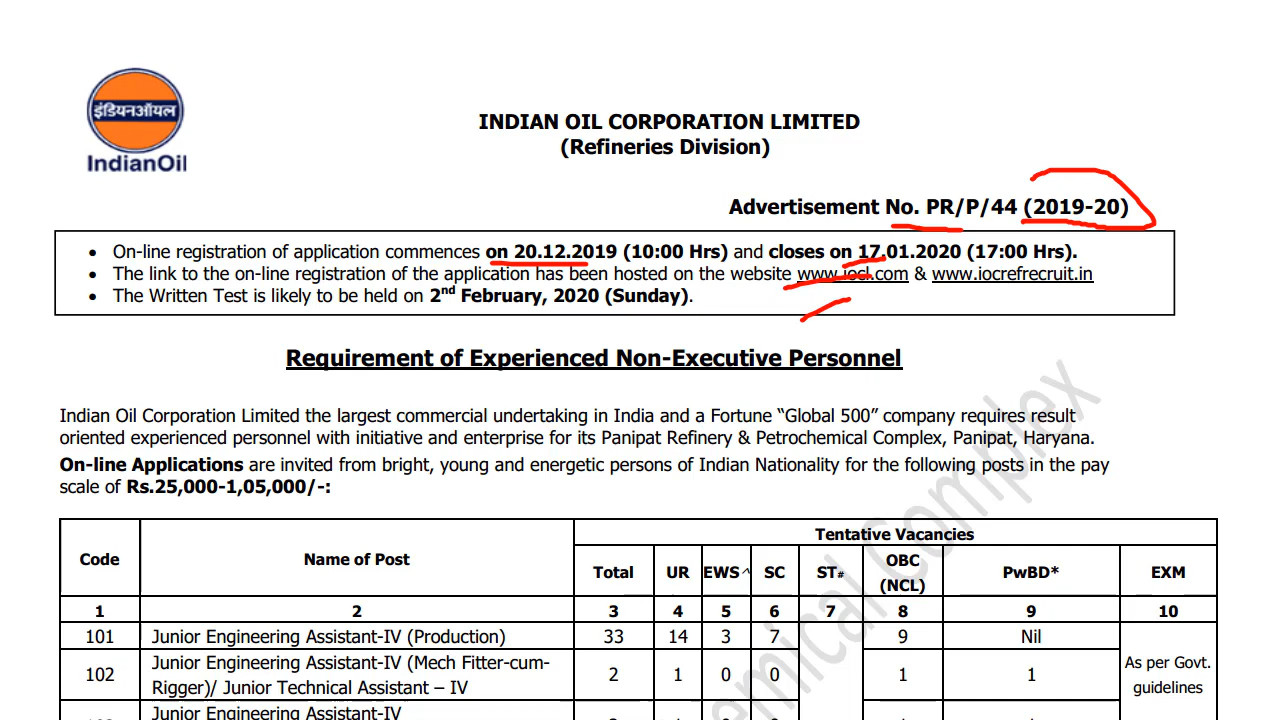 इंडियनऑयल
IndianOil
INDIAN OIL CORPORATION LIMITED
(Refineries Division)
Advertisement No. PR/P/44 (2019-20)
• On-line registration of application commences on 20.12.2019 (10:00 Hrs) and closes on 17.01.2020 (17:00 Hrs).
• The link to the on-line registration of the application has been hosted on the website www.iocl.com & www.iocrefrecruit.in
• The Written Test is likely to be held on 2nd February, 2020 (Sunday).
Requirement of Experienced Non-Executive Personnel
Indian Oil Corporation Limited the largest commercial undertaking in India and a Fortune “Global 500” company requires result
oriented experienced personnel with initiative and enterprise for its Panipat Refinery & Petrochemical Complex, Panipat, Haryana.
On-line Applications are invited from bright, young and energetic persons of Indian Nationality for the following posts in the pay
scale of Rs.25,000-1,05,000/-:
Code Name of Post Tentative Vacancies
Total UR EWS^ SC ST# OBC (NCL) PwBD* EXM
1 2 3 4 5 6 7 8 9 10
101 Junior Engineering Assistant-IV (Production) 33 14 3 7 9 Nil
102 Junior Engineering Assistant-IV (Mech Fitter-cum-
Rigger)/ Junior Technical Assistant – IV 2 1 0 0 1 1
As per Govt.
guidelines
Junior Engineering Assistant-IV
Complex